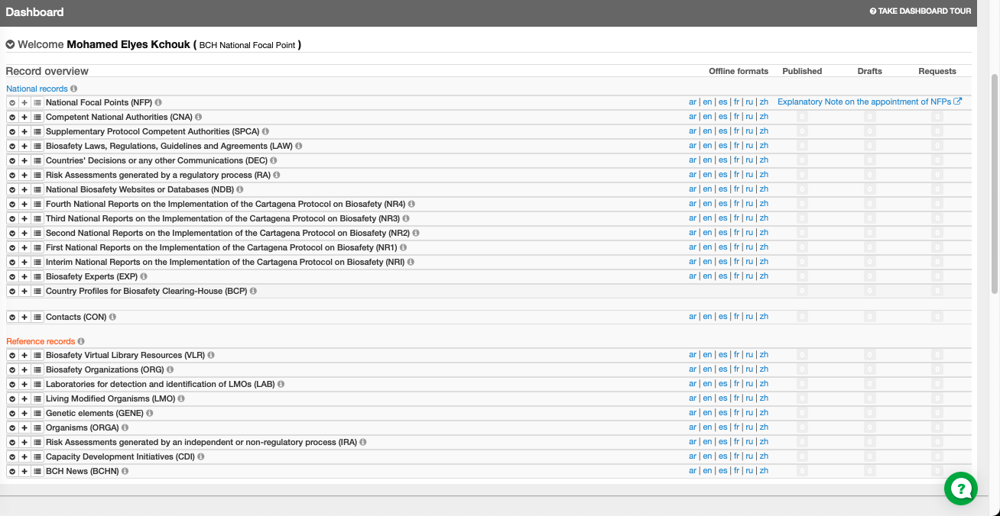 Dashboard
TAKE DASHBOARD TOUR
Welcome Mohamed Elyes Kchouk ( BCH National Focal Point )
Record overview Offline formats Published Drafts Requests
National records
National Focal Points (NFP) ar | en | es | fr | ru | zh Explanatory Note on the appointment of NFPs
Competent National Authorities (CNA) ar | en | es | fr | ru | zh 0 0 0
Supplementary Protocol Competent Authorities (SPCA) ar | en | es | fr | ru | zh 0 0 0
Biosafety Laws, Regulations, Guidelines and Agreements (LAW) ar | en | es | fr | ru | zh 0 0 0
Countries' Decisions or any other Communications (DEC) ar | en | es | fr | ru | zh 0 0 0
Risk Assessments generated by a regulatory process (RA) ar | en | es | fr | ru | zh 0 0 0
National Biosafety Websites or Databases (NDB) ar | en | es | fr | ru | zh 0 0 0
Fourth National Reports on the Implementation of the Cartagena Protocol on Biosafety (NR4) ar | en | es | fr | ru | zh 0 0 0
Third National Reports on the Implementation of the Cartagena Protocol on Biosafety (NR3) ar | en | es | fr | ru | zh 0 0 0
Second National Reports on the Implementation of the Cartagena Protocol on Biosafety (NR2) ar | en | es | fr | ru | zh 0 0 0
First National Reports on the Implementation of the Cartagena Protocol on Biosafety (NR1) ar | en | es | fr | ru | zh 0 0 0
Interim National Reports on the Implementation of the Cartagena Protocol on Biosafety (NRI) ar | en | es | fr | ru | zh 0 0 0
Biosafety Experts (EXP) ar | en | es | fr | ru | zh 0 0 0
Country Profiles for Biosafety Clearing-House (BCP) 0 0 0
Contacts (CON) ar | en | es | fr | ru | zh 0 0 0
Reference records
Biosafety Virtual Library Resources (VLR) ar | en | es | fr | ru | zh 0 0 0
Biosafety Organizations (ORG) ar | en | es | fr | ru | zh 0 0 0
Laboratories for detection and identification of LMOs (LAB) ar | en | es | fr | ru | zh 0 0 0
Living Modified Organisms (LMO) ar | en | es | fr | ru | zh 0 0 0
Genetic elements (GENE) ar | en | es | fr | ru | zh 0 0 0
Organisms (ORGA) ar | en | es | fr | ru | zh 0 0 0
Risk Assessments generated by an independent or non-regulatory process (IRA) ar | en | es | fr | ru | zh 0 0 0
Capacity Development Initiatives (CDI) ar | en | es | fr | ru | zh 0 0 0
BCH News (BCHN) ar | en | es | fr | ru | zh 0 0 0